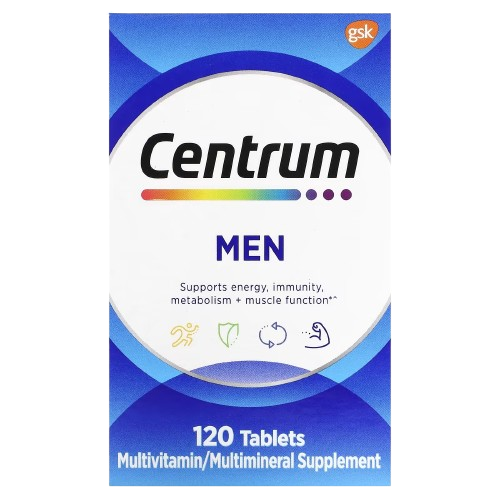 gsk
Centrum
MEN
Supports energy, immunity,
metabolism + muscle function*^
120 Tablets
Multivitamin/Multimineral Supplement